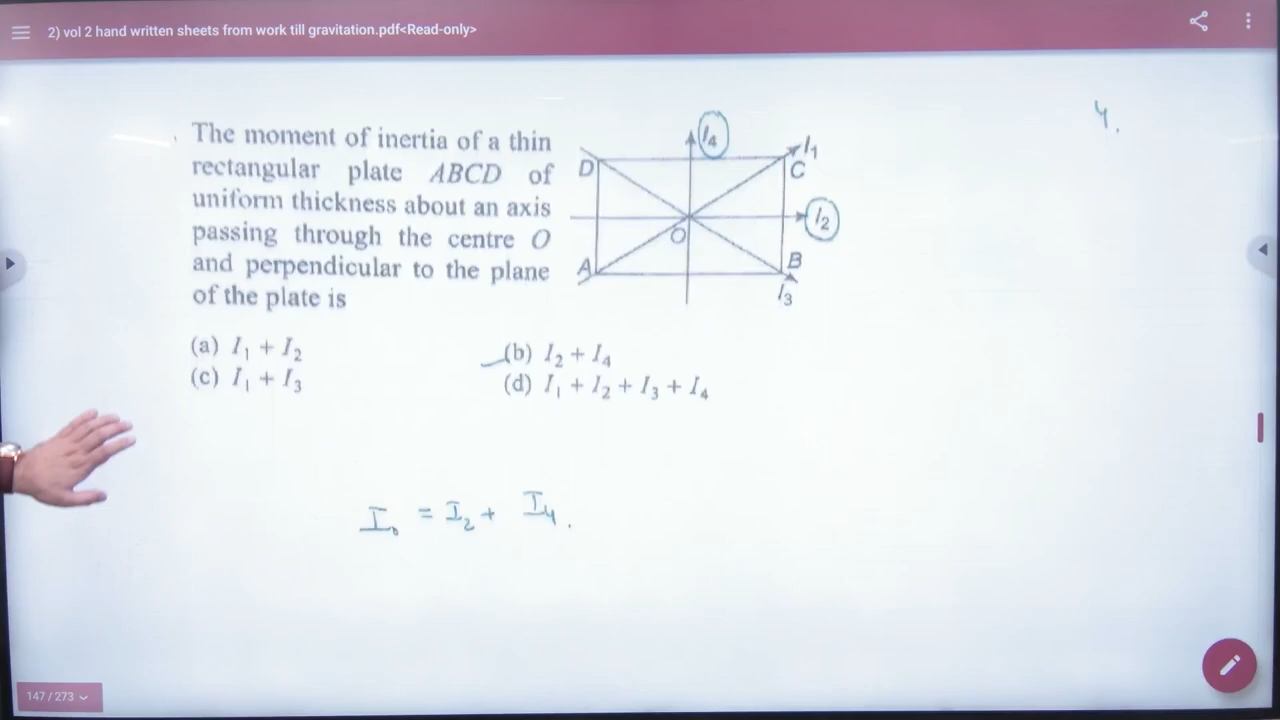 2) vol 2 hand written sheets from work till gravitation.pdf<Read-only>
4.
The moment of inertia of a thin
rectangular plate ABCD of
uniform thickness about an axis
passing through the centre O
and perpendicular to the plane
of the plate is
I4
I1
D
C
I2
O
A
B
I3
(a) I1 + I2
(b) I2 + I4
(c) I1 + I3
(d) I1 + I2 + I3 + I4
I0 = I2 + I4.
147 / 273